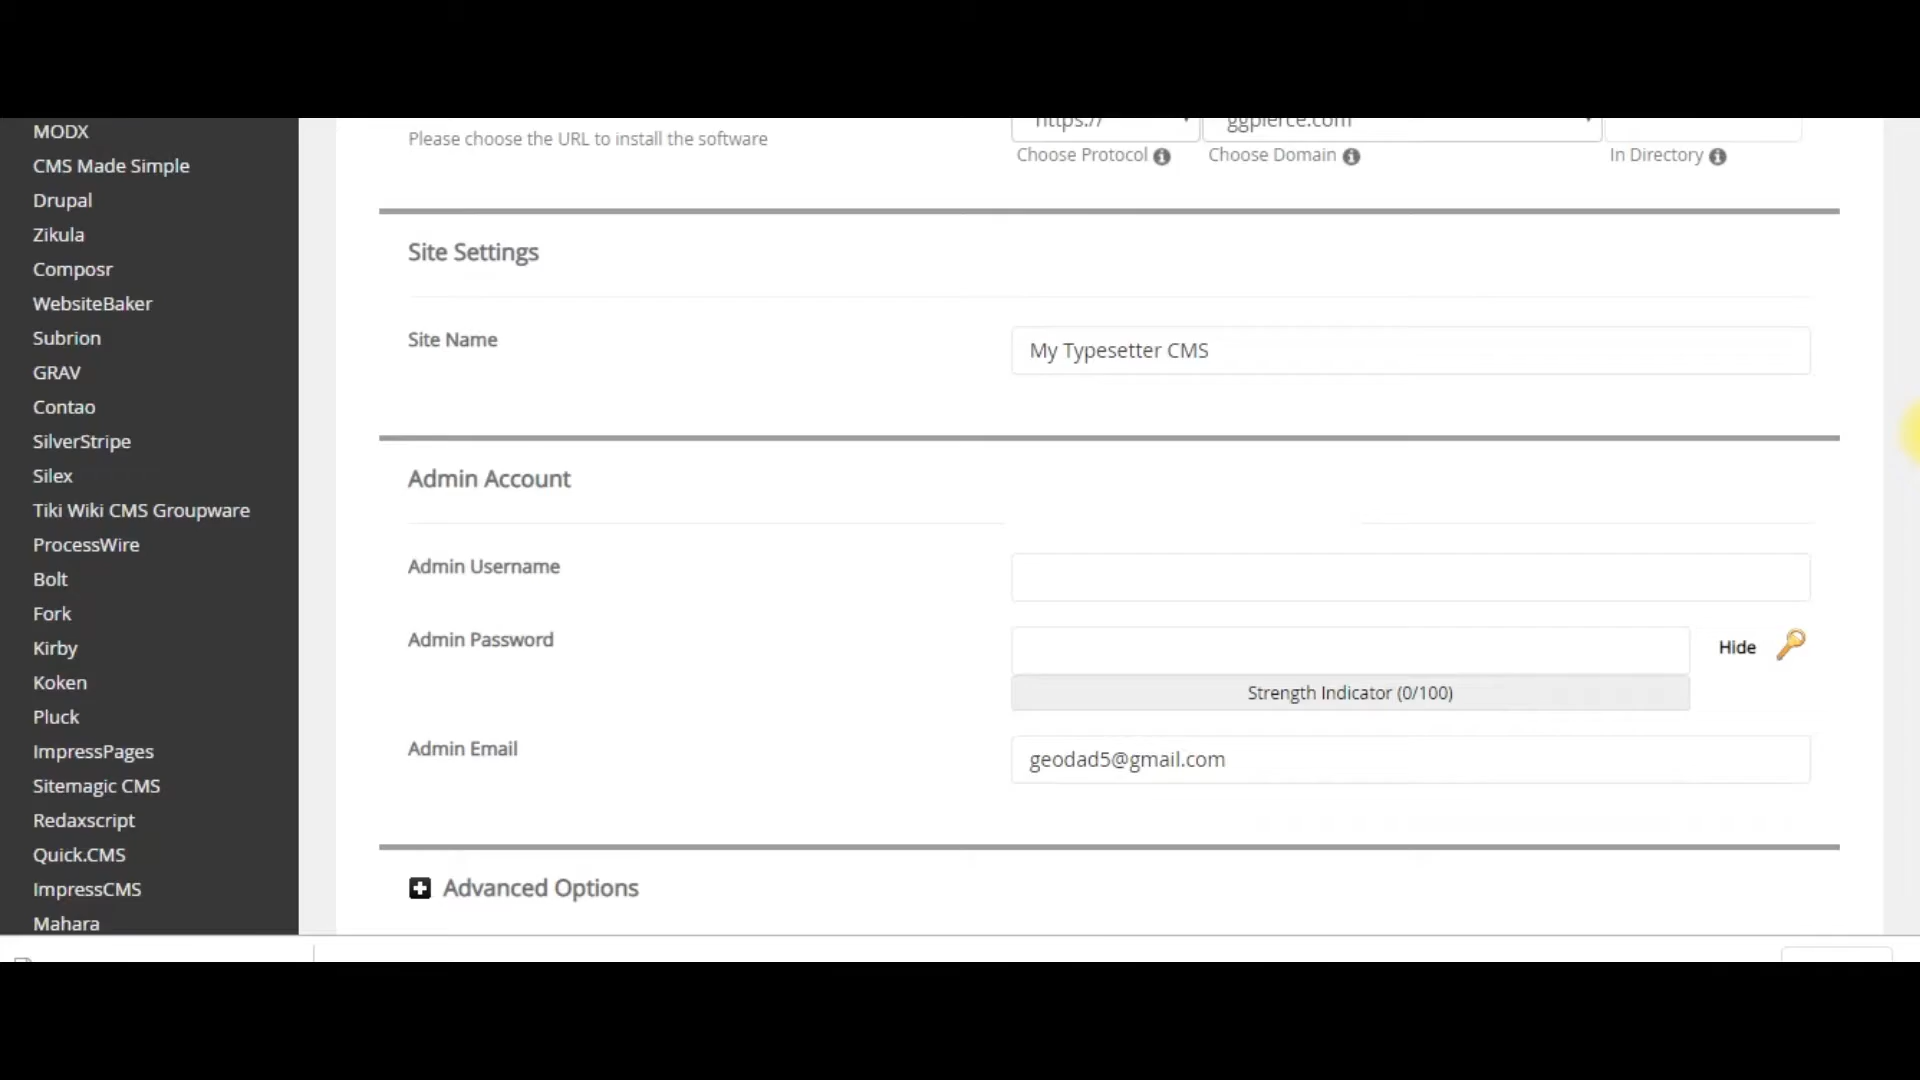 MODX
CMS Made Simple
Drupal
Zikula
Composr
WebsiteBaker
Subrion
GRAV
Contao
SilverStripe
Silex
Tiki Wiki CMS Groupware
ProcessWire
Bolt
Fork
Kirby
Koken
Pluck
ImpressPages
Sitemagic CMS
Redaxscript
Quick.CMS
ImpressCMS
Mahara
https:// ggpierce.com
Please choose the URL to install the software
Choose Protocol Choose Domain In Directory
Site Settings
Site Name My Typesetter CMS
Admin Account
Admin Username
Admin Password Hide
Strength Indicator (0/100)
Admin Email geodad5@gmail.com
Advanced Options